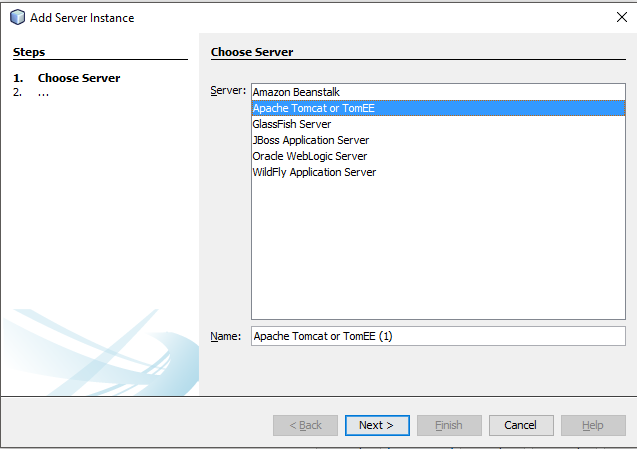 Add Server Instance
Steps
1. Choose Server
2. ...
Choose Server
Server:
Amazon Beanstalk
Apache Tomcat or TomEE
GlassFish Server
JBoss Application Server
Oracle WebLogic Server
WildFly Application Server
Name: Apache Tomcat or TomEE (1)
< Back Next > Finish Cancel Help